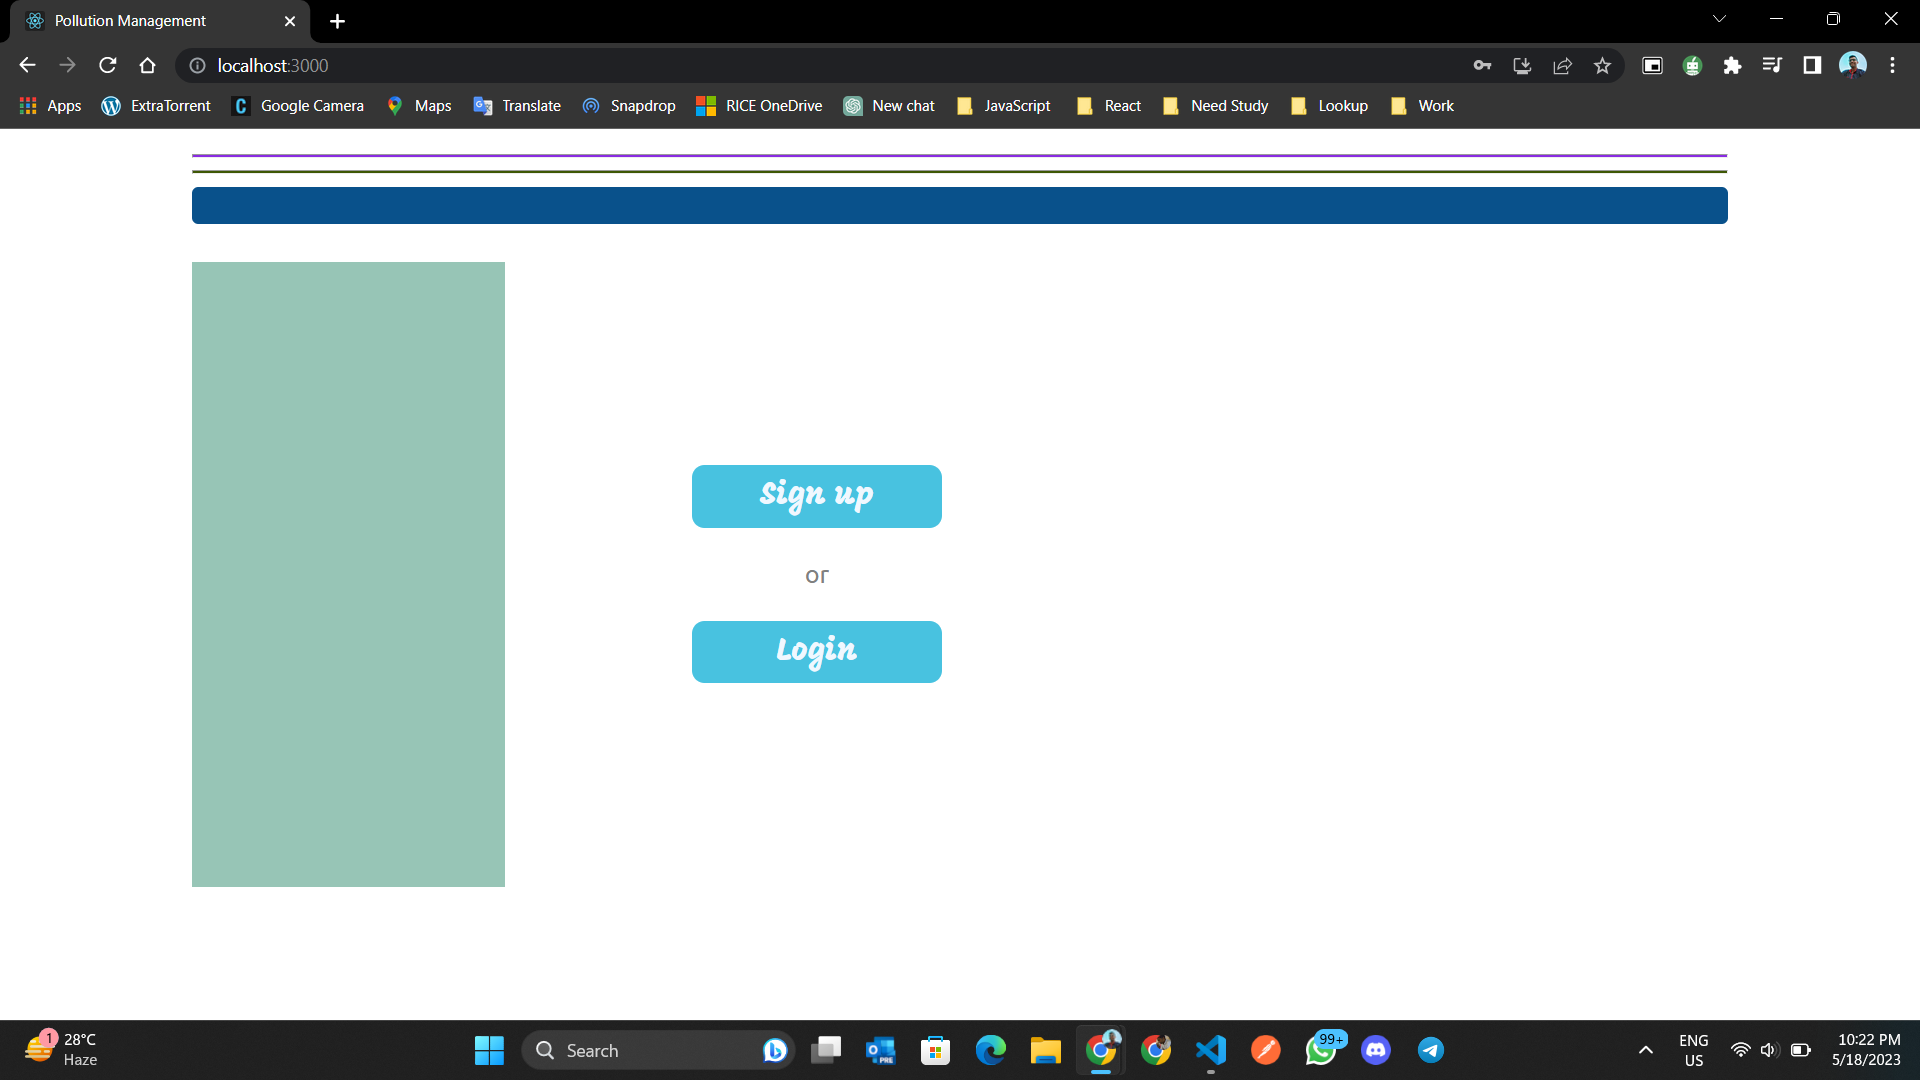 Pollution Management
localhost:3000
Apps ExtraTorrent Google Camera Maps Translate Snapdrop RICE OneDrive New chat JavaScript React Need Study Lookup Work
Sign up
or
Login
1 28°C
Haze
Search
PRE
99+
ENG
US
10:22 PM
5/18/2023